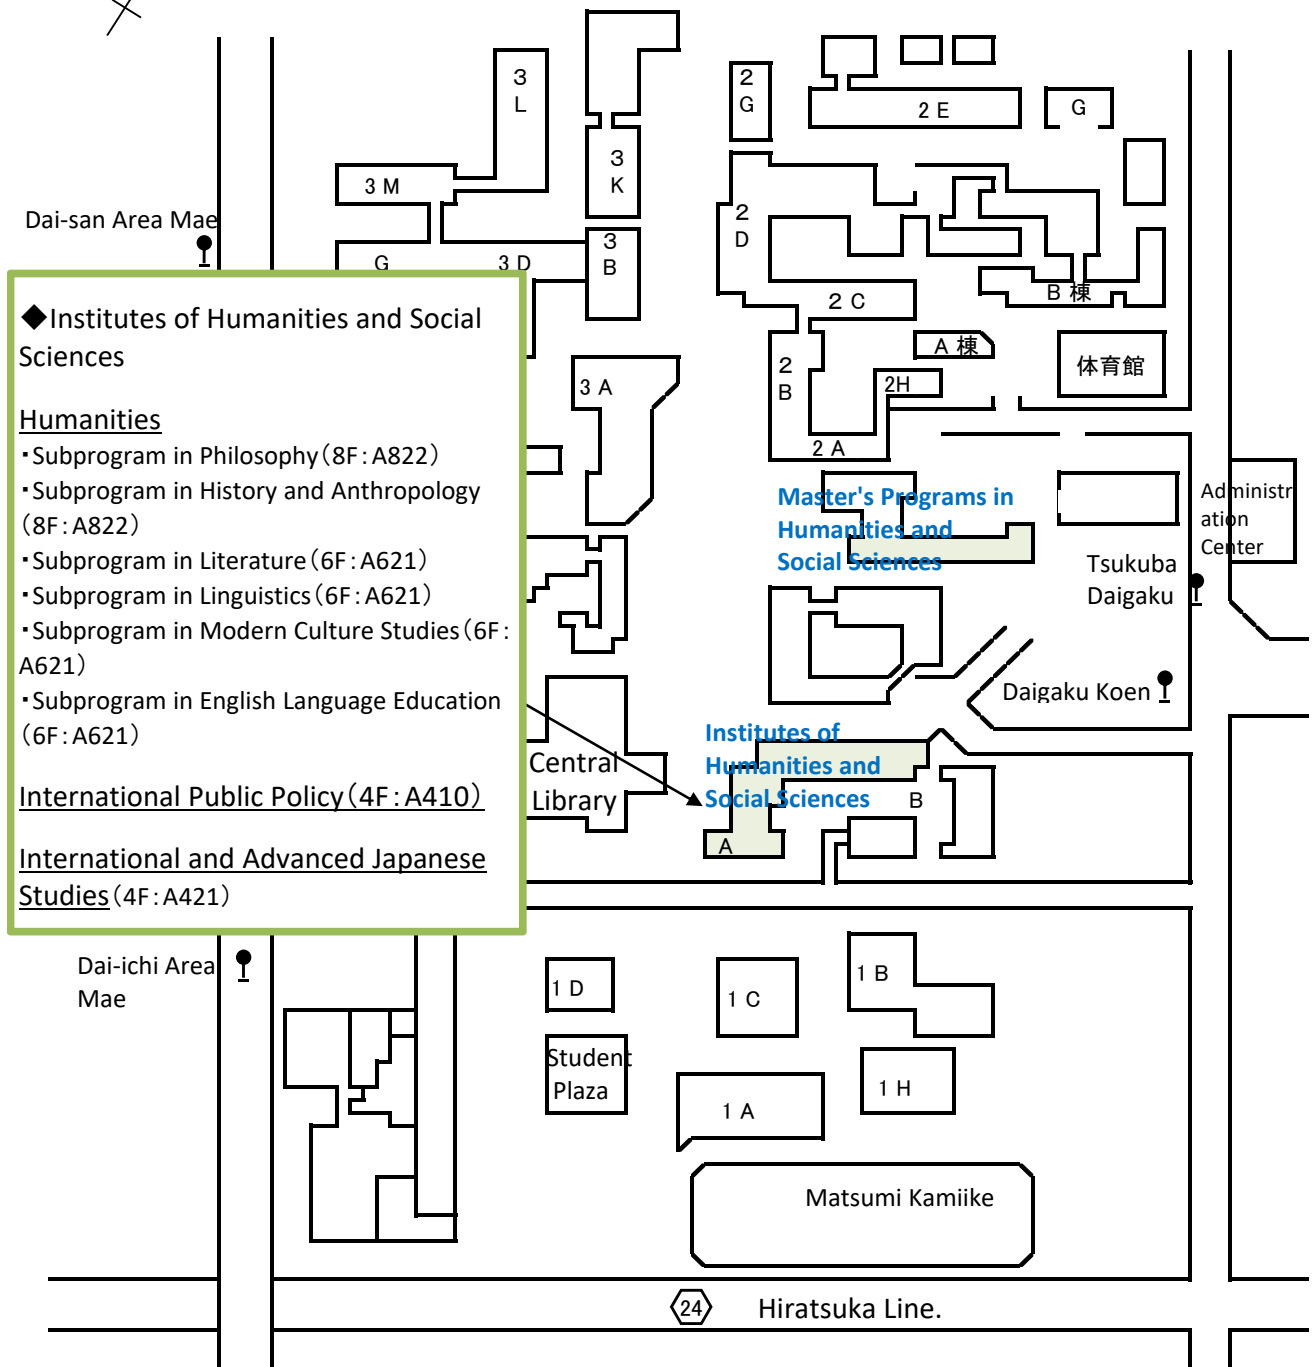 3
L
2
G
2 E
G
3
K
3 M
Dai-san Area Mae
2
D
3
B
G
3 D
B 棟
2 C
◆Institutes of Humanities and Social
Sciences
A 棟
体育館
2
B
2H
3 A
Humanities
2 A
・Subprogram in Philosophy(8F:A822)
・Subprogram in History and Anthropology
(8F:A822)
・Subprogram in Literature(6F:A621)
・Subprogram in Linguistics(6F:A621)
・Subprogram in Modern Culture Studies(6F:
A621)
・Subprogram in English Language Education
(6F:A621)
International Public Policy(4F:A410)
International and Advanced Japanese
Studies(4F:A421)
Master's Programs in
Humanities and
Social Sciences
Administr
ation
Center
Tsukuba
Daigaku
Daigaku Koen
Central
Library
Institutes of
Humanities and
Social Sciences
B
A
Dai-ichi Area
Mae
1 D
1 C
1 B
Student
Plaza
1 A
1 H
Matsumi Kamiike
24
Hiratsuka Line.